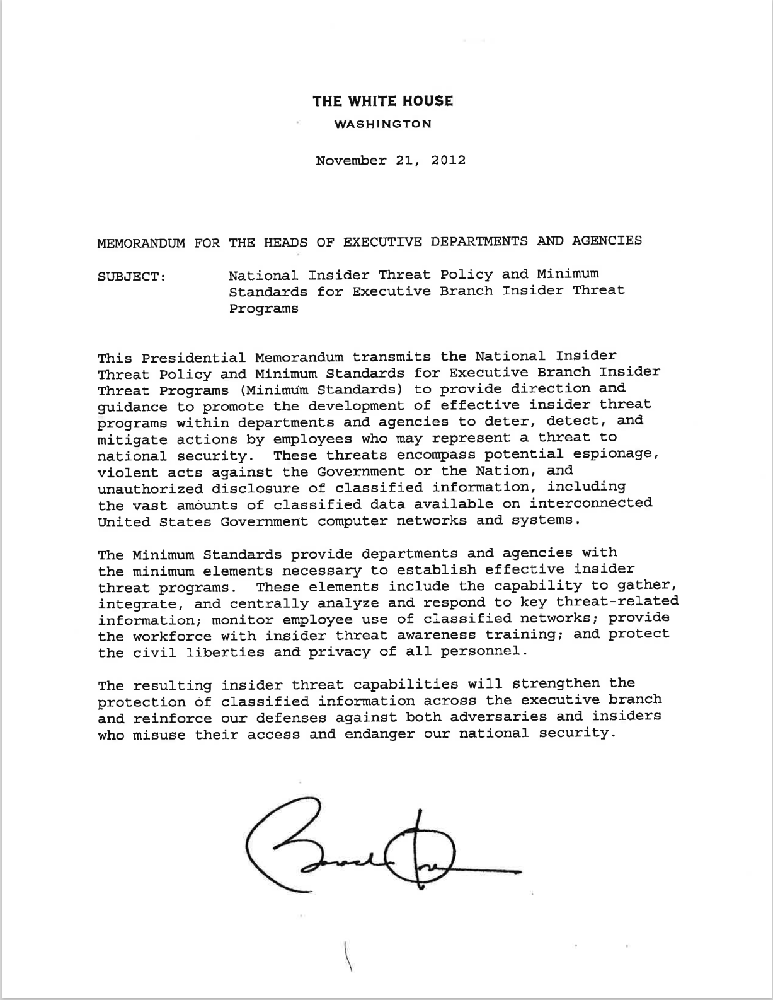 THE WHITE HOUSE
WASHINGTON
November 21, 2012
MEMORANDUM FOR THE HEADS OF EXECUTIVE DEPARTMENTS AND AGENCIES
SUBJECT: National Insider Threat Policy and Minimum
Standards for Executive Branch Insider Threat
Programs
This Presidential Memorandum transmits the National Insider
Threat Policy and Minimum Standards for Executive Branch Insider
Threat Programs (Minimum Standards) to provide direction and
guidance to promote the development of effective insider threat
programs within departments and agencies to deter, detect, and
mitigate actions by employees who may represent a threat to
national security. These threats encompass potential espionage,
violent acts against the Government or the Nation, and
unauthorized disclosure of classified information, including
the vast amounts of classified data available on interconnected
United States Government computer networks and systems.
The Minimum Standards provide departments and agencies with
the minimum elements necessary to establish effective insider
threat programs. These elements include the capability to gather,
integrate, and centrally analyze and respond to key threat-related
information; monitor employee use of classified networks; provide
the workforce with insider threat awareness training; and protect
the civil liberties and privacy of all personnel.
The resulting insider threat capabilities will strengthen the
protection of classified information across the executive branch
and reinforce our defenses against both adversaries and insiders
who misuse their access and endanger our national security.